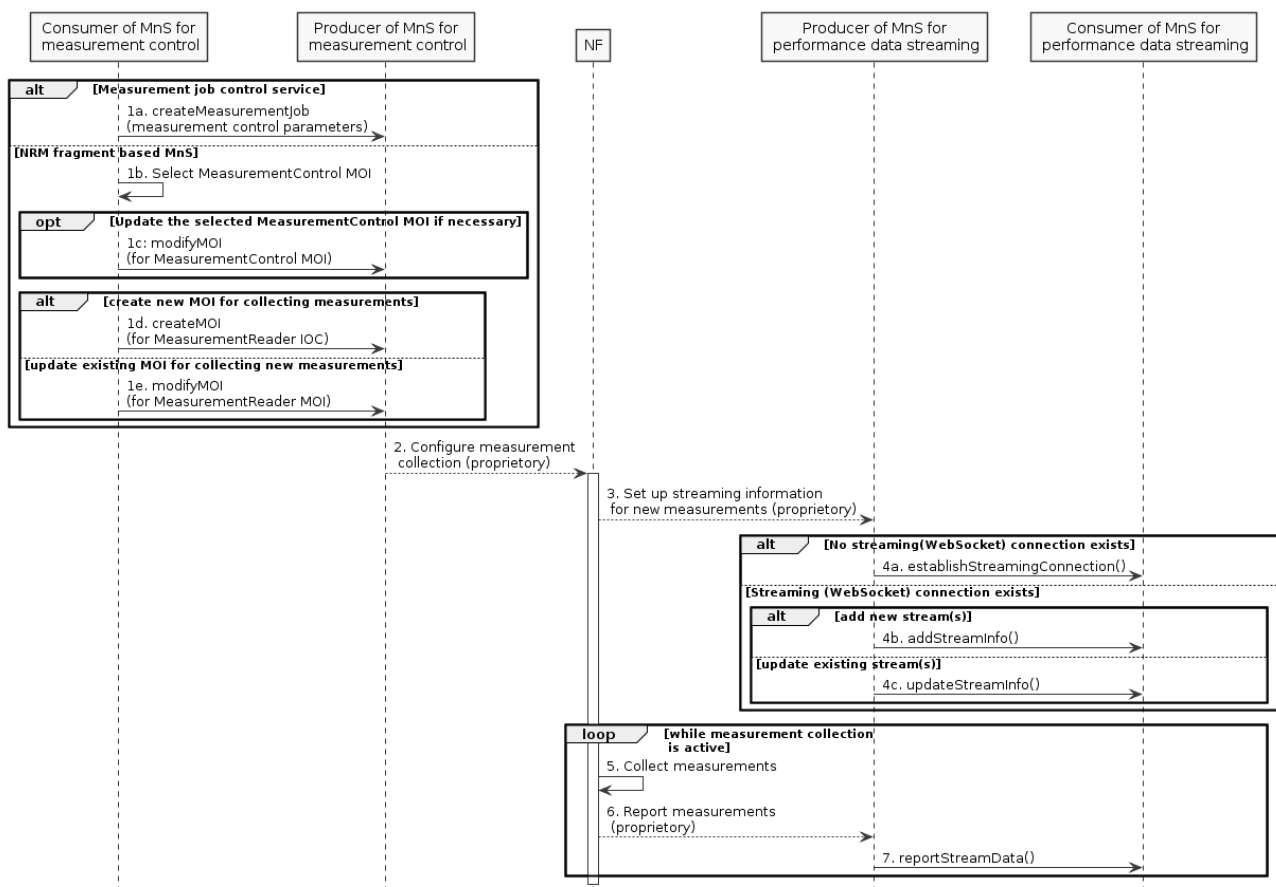 Consumer of MnS for
measurement control
Producer of MnS for
measurement control
NF
Producer of MnS for
performance data streaming
Consumer of MnS for
performance data streaming
alt [Measurement job control service]
1a. createMeasurementJob
(measurement control parameters)
[NRM fragment based MnS]
1b. Select MeasurementControl MOI
opt [Update the selected MeasurementControl MOI if necessary]
1c: modifyMOI
(for MeasurementControl MOI)
alt [create new MOI for collecting measurements]
1d. createMOI
(for MeasurementReader IOC)
[update existing MOI for collecting new measurements]
1e. modifyMOI
(for MeasurementReader MOI)
2. Configure measurement
collection (proprietory)
3. Set up streaming information
for new measurements (proprietory)
alt [No streaming(WebSocket) connection exists]
4a. establishStreamingConnection()
[Streaming (WebSocket) connection exists]
alt [add new stream(s)]
4b. addStreamInfo()
[update existing stream(s)]
4c. updateStreamInfo()
loop [while measurement collection
is active]
5. Collect measurements
6. Report measurements
(proprietory)
7. reportStreamData()